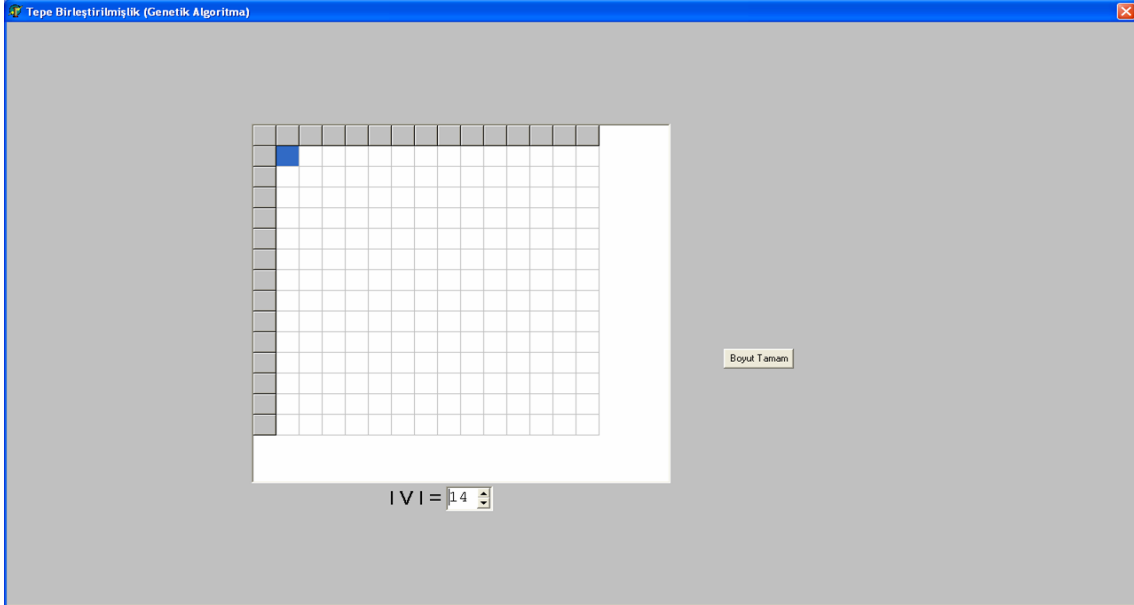 Tepe Birleştirilmişlik (Genetik Algoritma)
Boyut Tamam
| V | = 14